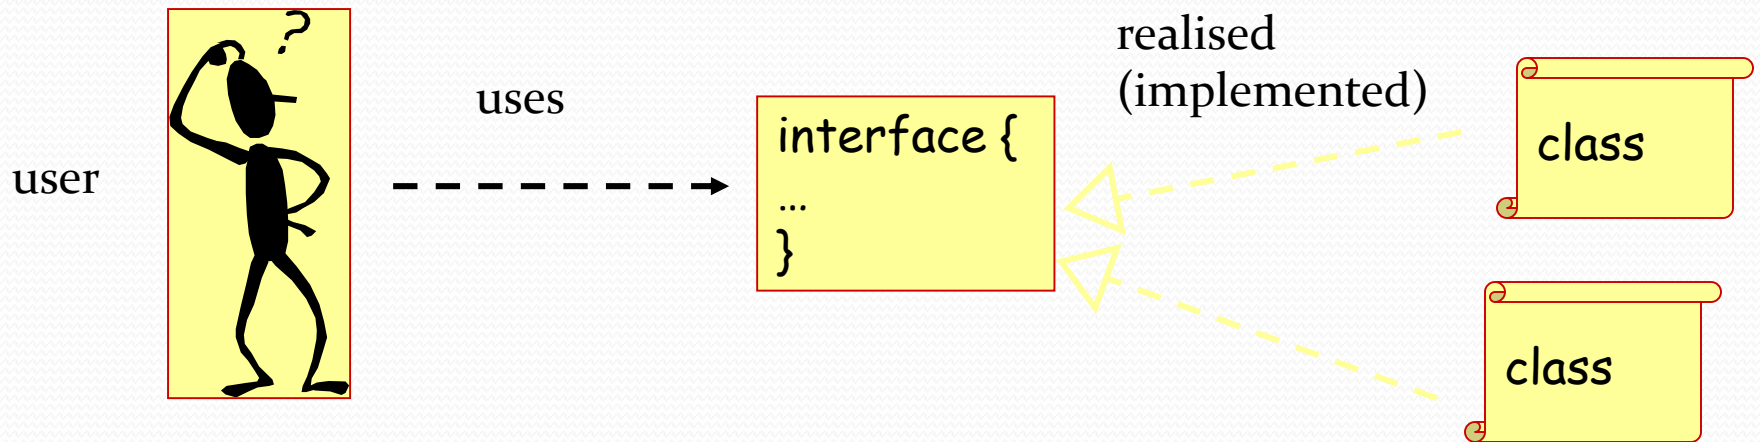 user
?
uses
interface {
...
}
realised
(implemented)
class
class